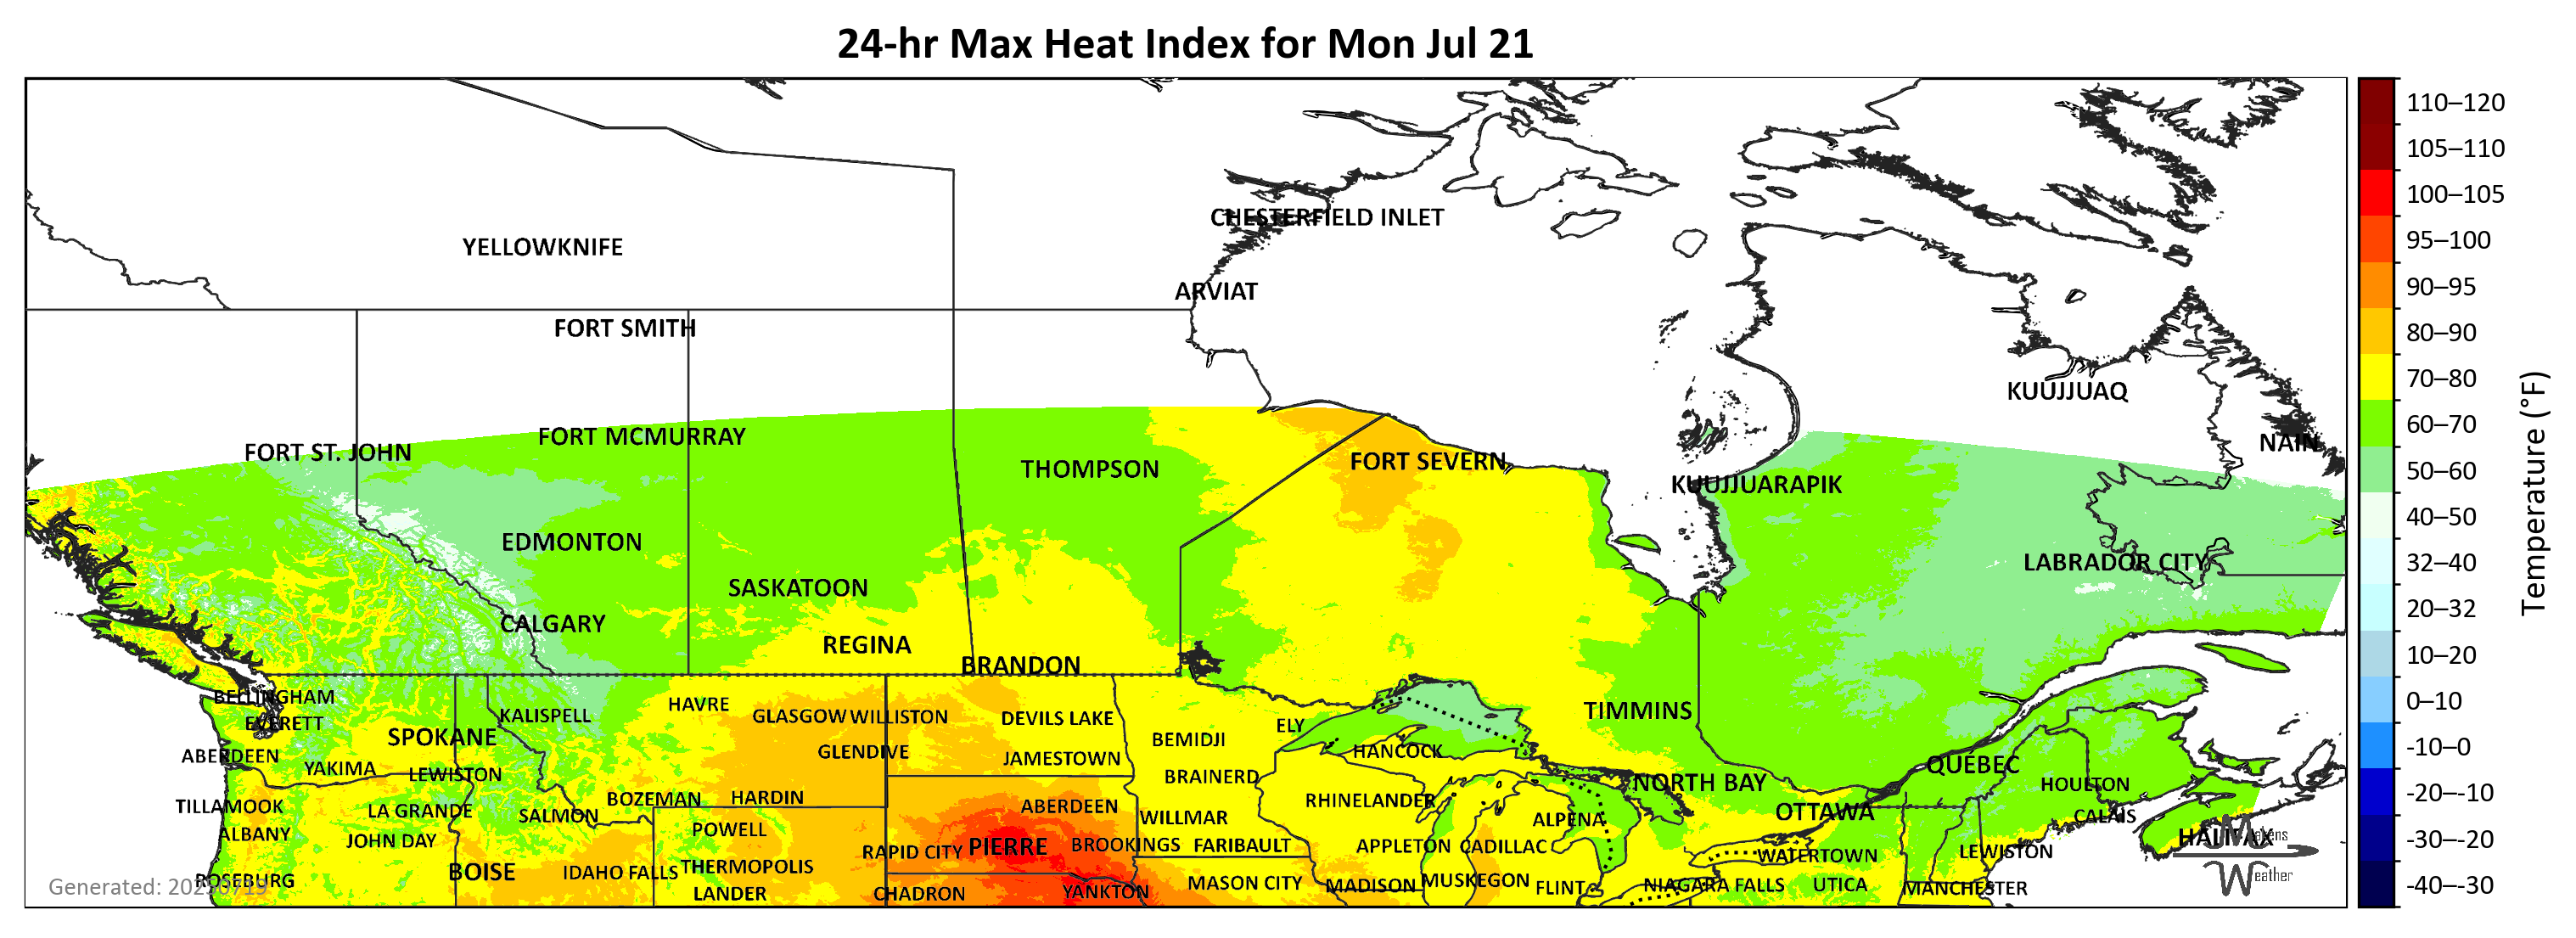 24-hr Max Heat Index for Mon Jul 21
110–120
105–110
CHESTERFIELD INLET
100–105
YELLOWKNIFE
95–100
ARVIAT
90–95
FORT SMITH
80–90
KUUJJUAQ
70–80
FORT MCMURRAY
60–70
FORT ST. JOHN
NAIN
THOMPSON
FORT SEVERN
50–60
KUUJJUARAPIK
40–50
EDMONTON
LABRADOR CITY
32–40
SASKATOON
20–32
CALGARY
REGINA
BRANDON
10–20
BELLINGHAM
HAVRE
0–10
KALISPELL
GLASGOW
WILLISTON
DEVILS LAKE
TIMMINS
EVERETT
ELY
SPOKANE
BEMIDJI
-10–0
ABERDEEN
GLENDIVE
JAMESTOWN
HANCOCK
QUÉBEC
YAKIMA
LEWISTON
BRAINERD
NORTH BAY
HOULTON
-20–-10
TILLAMOOK
LA GRANDE
SALMON
BOZEMAN
HARDIN
ABERDEEN
RHINELANDER
OTTAWA
CALAIS
ALBANY
JOHN DAY
POWELL
WILLMAR
ALPENA
HALIFAX
-30–-20
RAPID CITY
PIERRE
BROOKINGS
FARIBAULT
APPLETON
CADILLAC
WATERTOWN
LEWISTON
BOISE
IDAHO FALLS
THERMOPOLIS
Weather
Generated: 20250719
ROSEBURG
LANDER
CHADRON
YANKTON
MASON CITY
MADISON
MUSKEGON
FLINT
NIAGARA FALLS
UTICA
MANCHESTER
-40–-30
Temperature (°F)